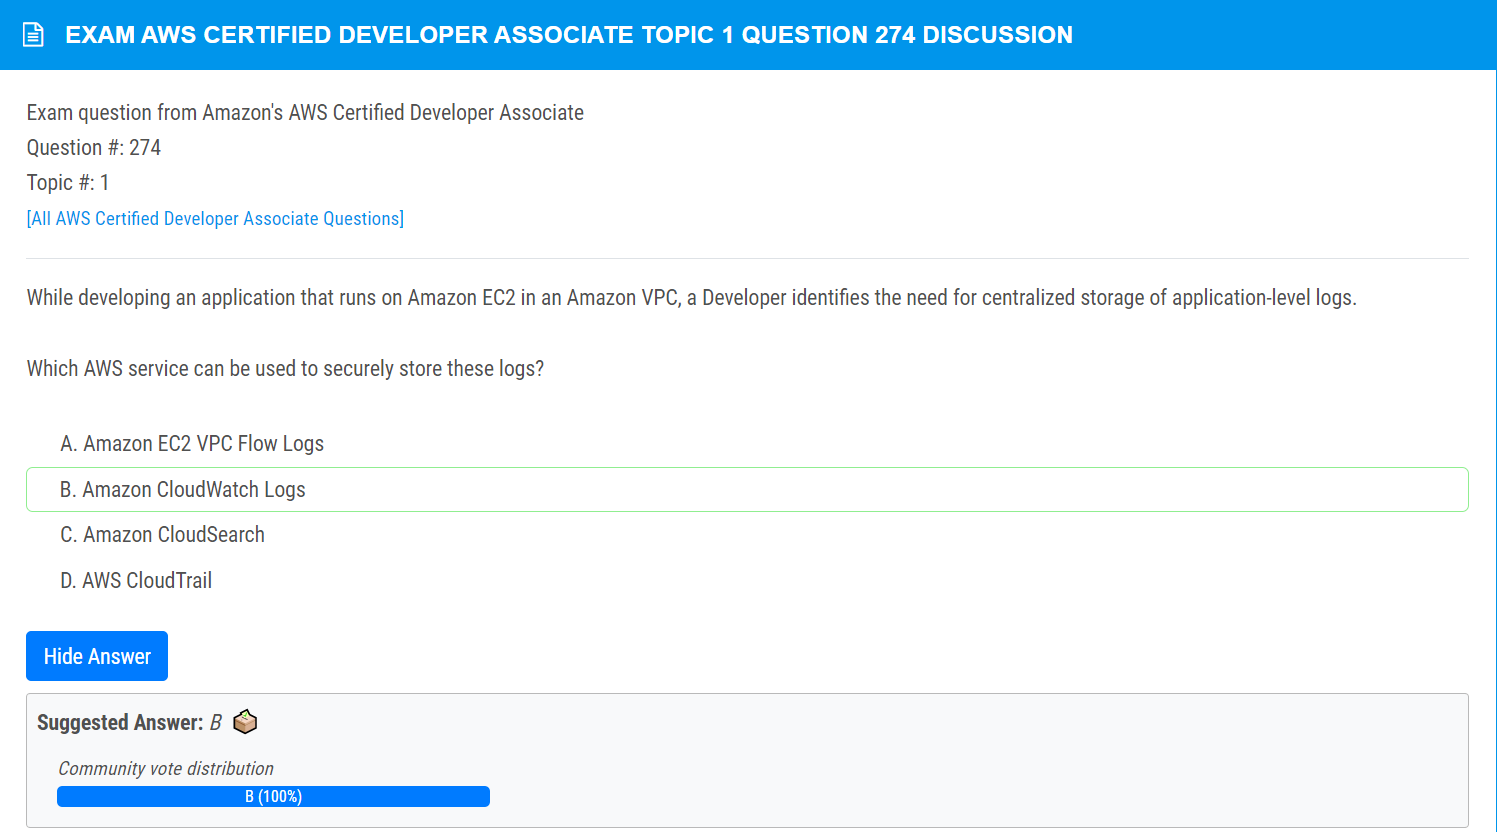 EXAM AWS CERTIFIED DEVELOPER ASSOCIATE TOPIC 1 QUESTION 274 DISCUSSION
Exam question from Amazon's AWS Certified Developer Associate
Question #: 274
Topic #: 1
[All AWS Certified Developer Associate Questions]
While developing an application that runs on Amazon EC2 in an Amazon VPC, a Developer identifies the need for centralized storage of application-level logs.
Which AWS service can be used to securely store these logs?
A. Amazon EC2 VPC Flow Logs
B. Amazon CloudWatch Logs
C. Amazon CloudSearch
D. AWS CloudTrail
Hide Answer
Suggested Answer: B
Community vote distribution
B (100%)